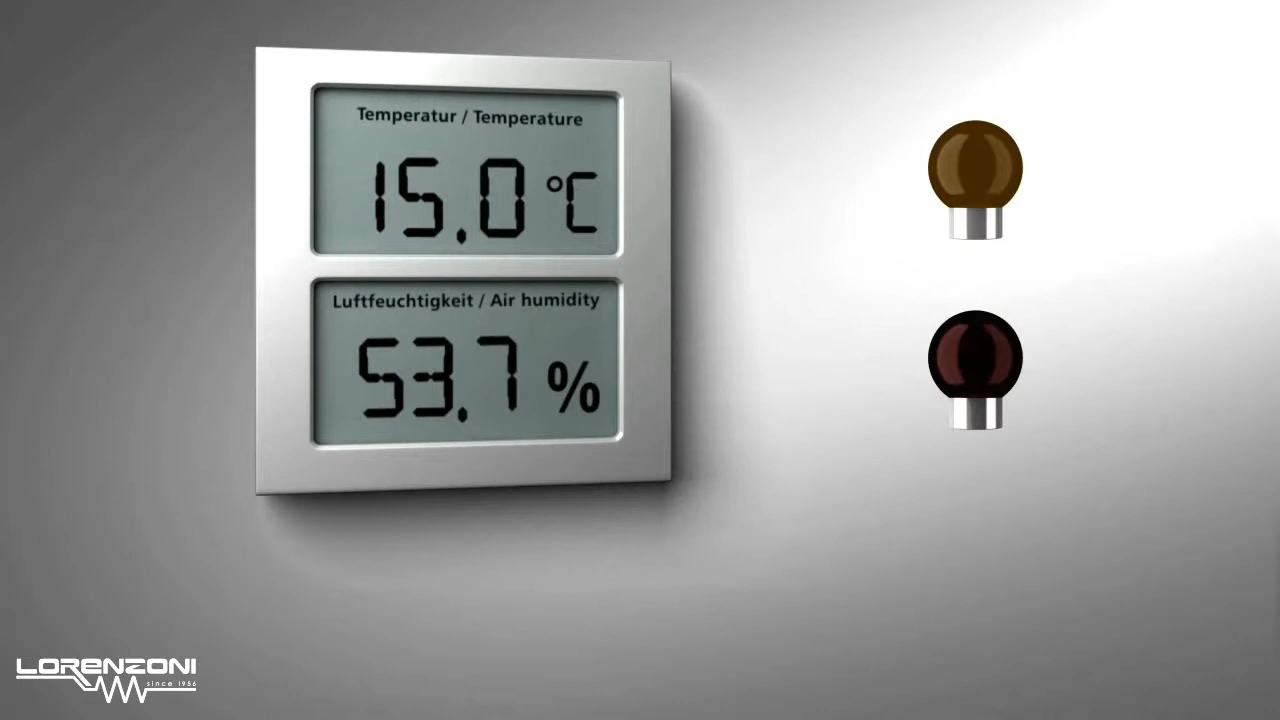 Temperatur / Temperature
15.0 °C
Luftfeuchtigkeit / Air humidity
53.7 %
LORENZONI
since 1956